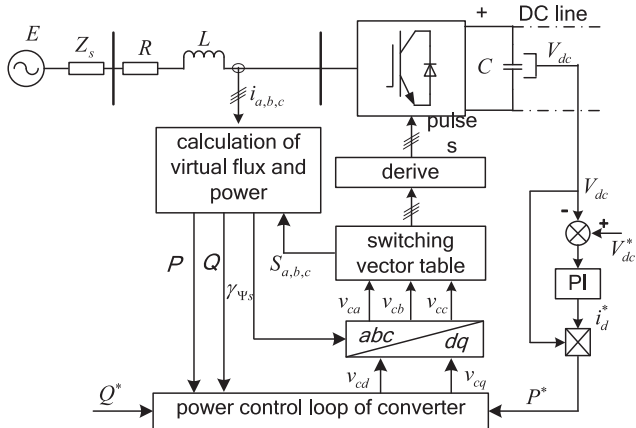 E
Z_s
R
L
+
DC line
V_dc
C
i_a,b,c
pulse
s
calculation of
virtual flux and
power
derive
V_dc
-
+
V*_dc
switching
vector table
S_a,b,c
P
Q
γ_Ψs
PI
i*_d
v_ca
v_cb
v_cc
abc
dq
v_cd
v_cq
Q*
power control loop of converter
P*